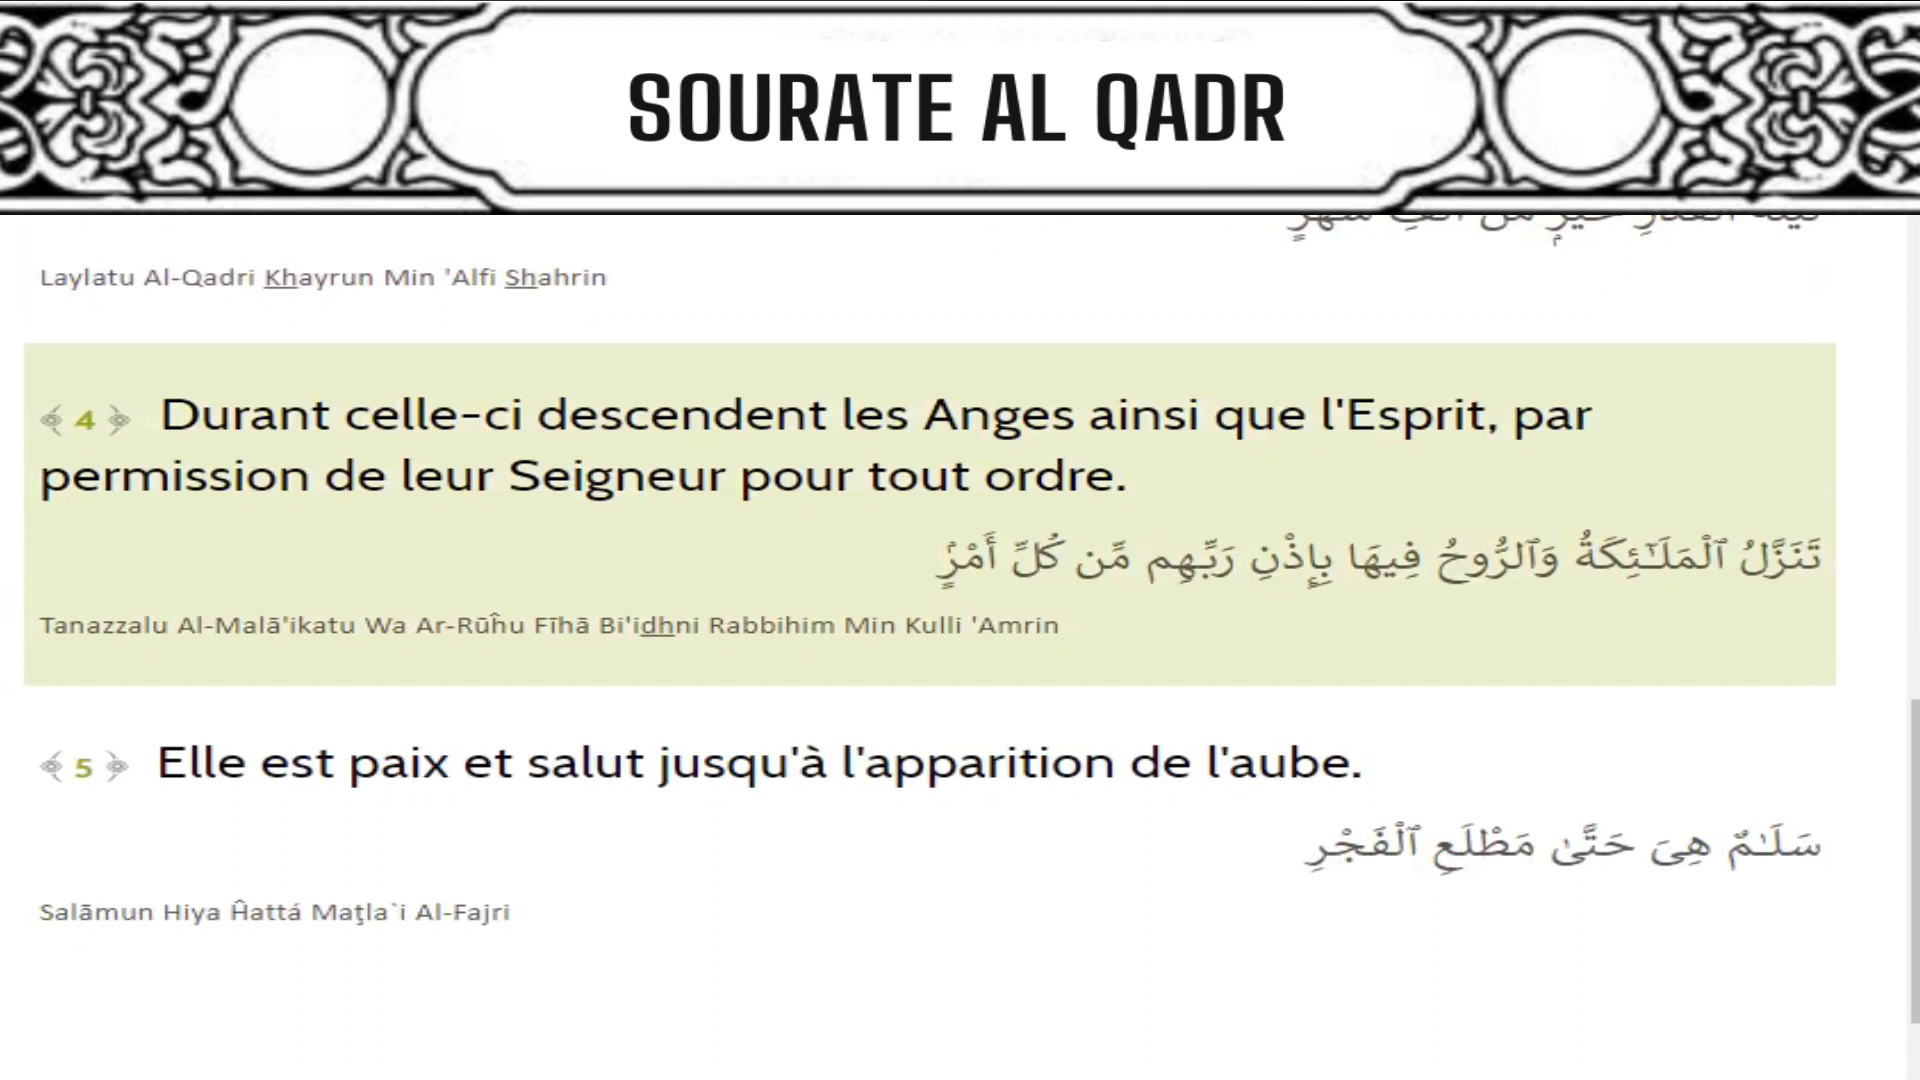 SOURATE AL QADR
Laylatu Al-Qadri Khayrun Min 'Alfi Shahrin
4 Durant celle-ci descendent les Anges ainsi que l'Esprit, par
permission de leur Seigneur pour tout ordre.
تَنَزَّلُ ٱلْمَلَـٰٓئِكَةُ وَٱلرُّوحُ فِيهَا بِإِذْنِ رَبِّهِم مِّن كُلِّ أَمْرٍۢ
Tanazzalu Al-Malā'ikatu Wa Ar-Rūĥu Fīhā Bi'idhni Rabbihim Min Kulli 'Amrin
5 Elle est paix et salut jusqu'à l'apparition de l'aube.
سَلَـٰمٌ هِىَ حَتَّىٰ مَطْلَعِ ٱلْفَجْرِ
Salāmun Hiya Ĥattá Maţla`i Al-Fajri